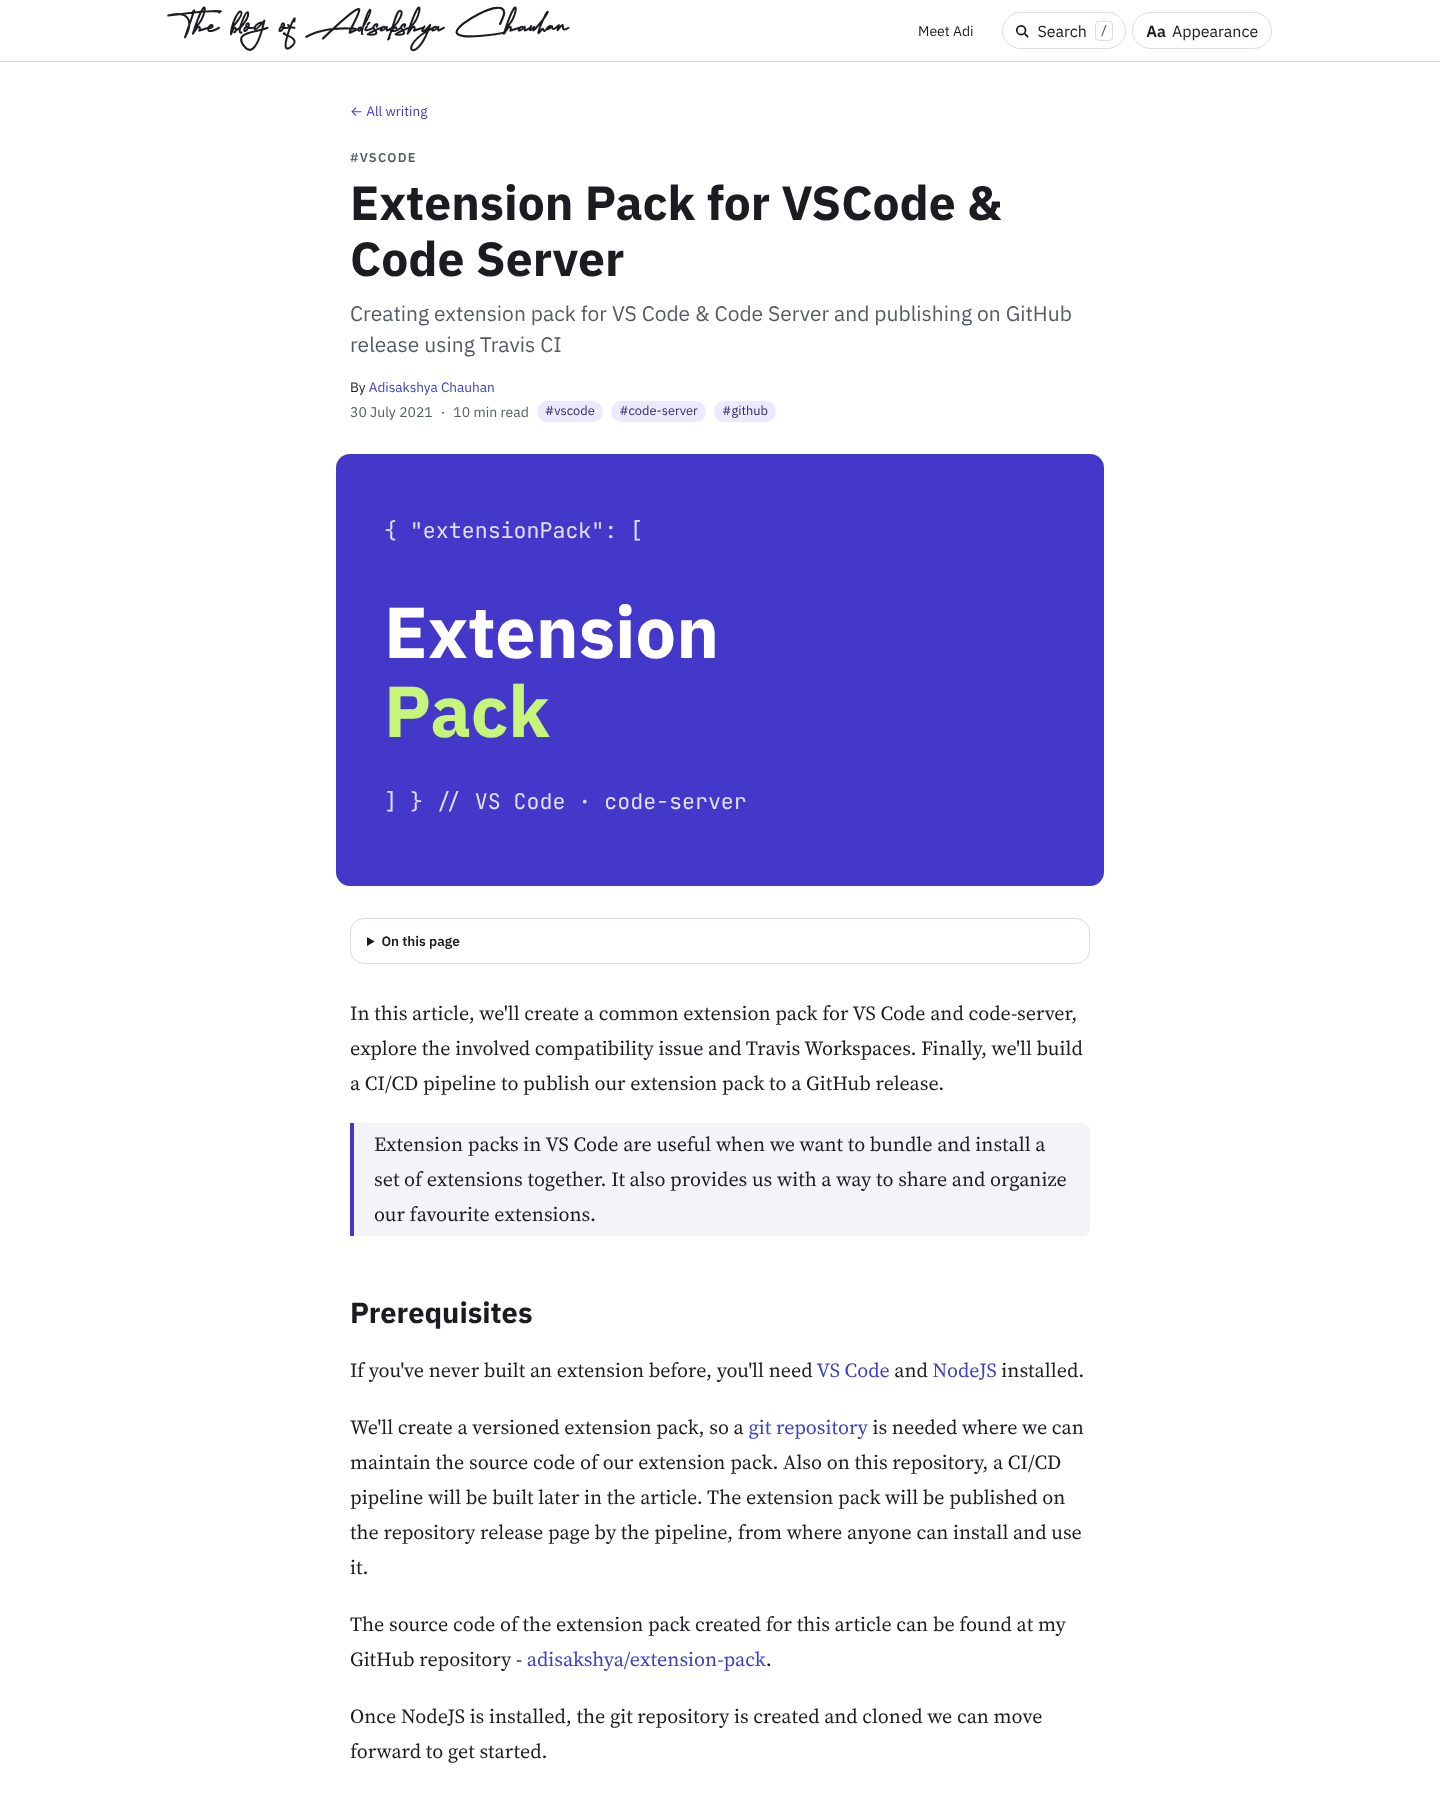 The blog of Adisakshya Chauhan
Meet Adi
Search /
Aa Appearance
← All writing
#VSCODE
Extension Pack for VSCode &
Code Server
Creating extension pack for VS Code & Code Server and publishing on GitHub
release using Travis CI
By Adisakshya Chauhan
30 July 2021 · 10 min read #vscode #code-server #github
{ "extensionPack": [
Extension
Pack
] } // VS Code · code-server
▶ On this page
In this article, we'll create a common extension pack for VS Code and code-server,
explore the involved compatibility issue and Travis Workspaces. Finally, we'll build
a CI/CD pipeline to publish our extension pack to a GitHub release.
Extension packs in VS Code are useful when we want to bundle and install a
set of extensions together. It also provides us with a way to share and organize
our favourite extensions.
Prerequisites
If you've never built an extension before, you'll need VS Code and NodeJS installed.
We'll create a versioned extension pack, so a git repository is needed where we can
maintain the source code of our extension pack. Also on this repository, a CI/CD
pipeline will be built later in the article. The extension pack will be published on
the repository release page by the pipeline, from where anyone can install and use
it.
The source code of the extension pack created for this article can be found at my
GitHub repository - adisakshya/extension-pack.
Once NodeJS is installed, the git repository is created and cloned we can move
forward to get started.